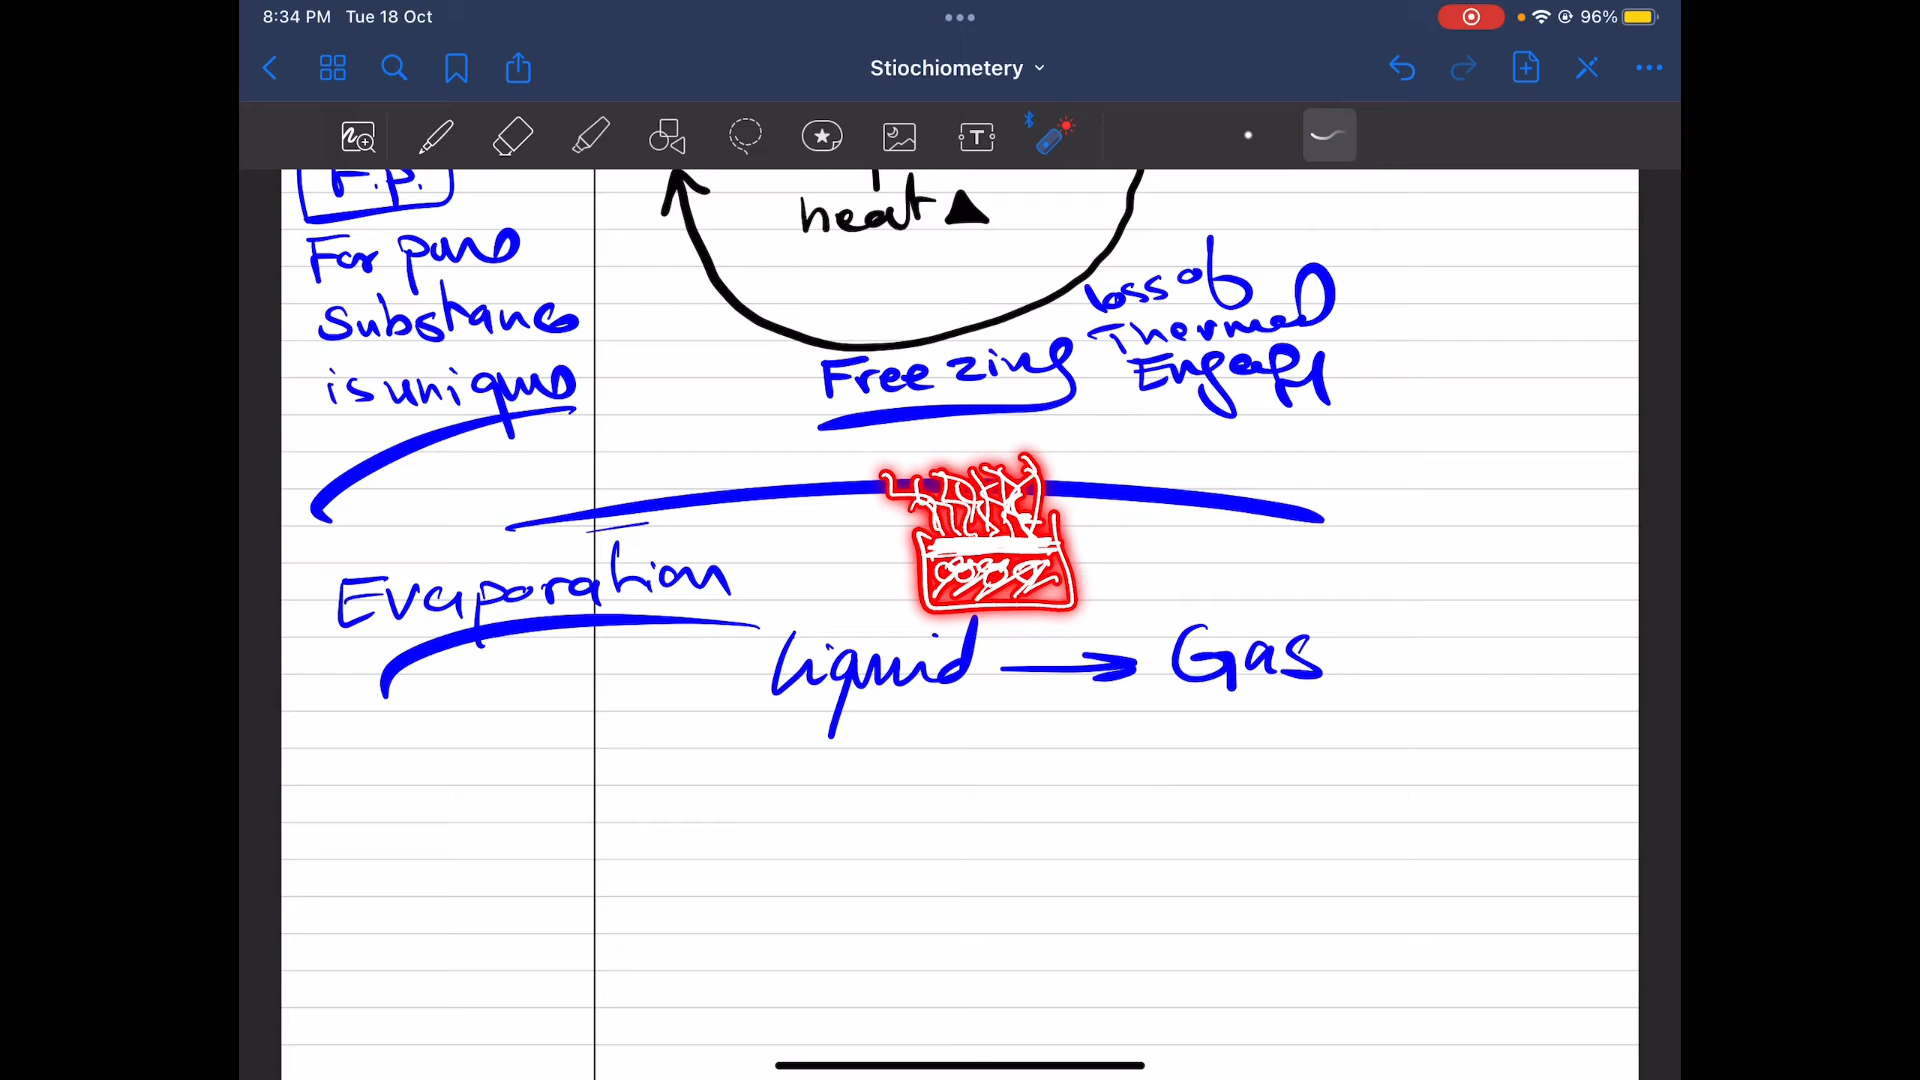 8:34 PM Tue 18 Oct
96%
Stiochiometery
T
F.p.
heat
For pure
substance
is unique
loss of
Thermal
Energy
Freezing
Evaporation
Liquid → Gas